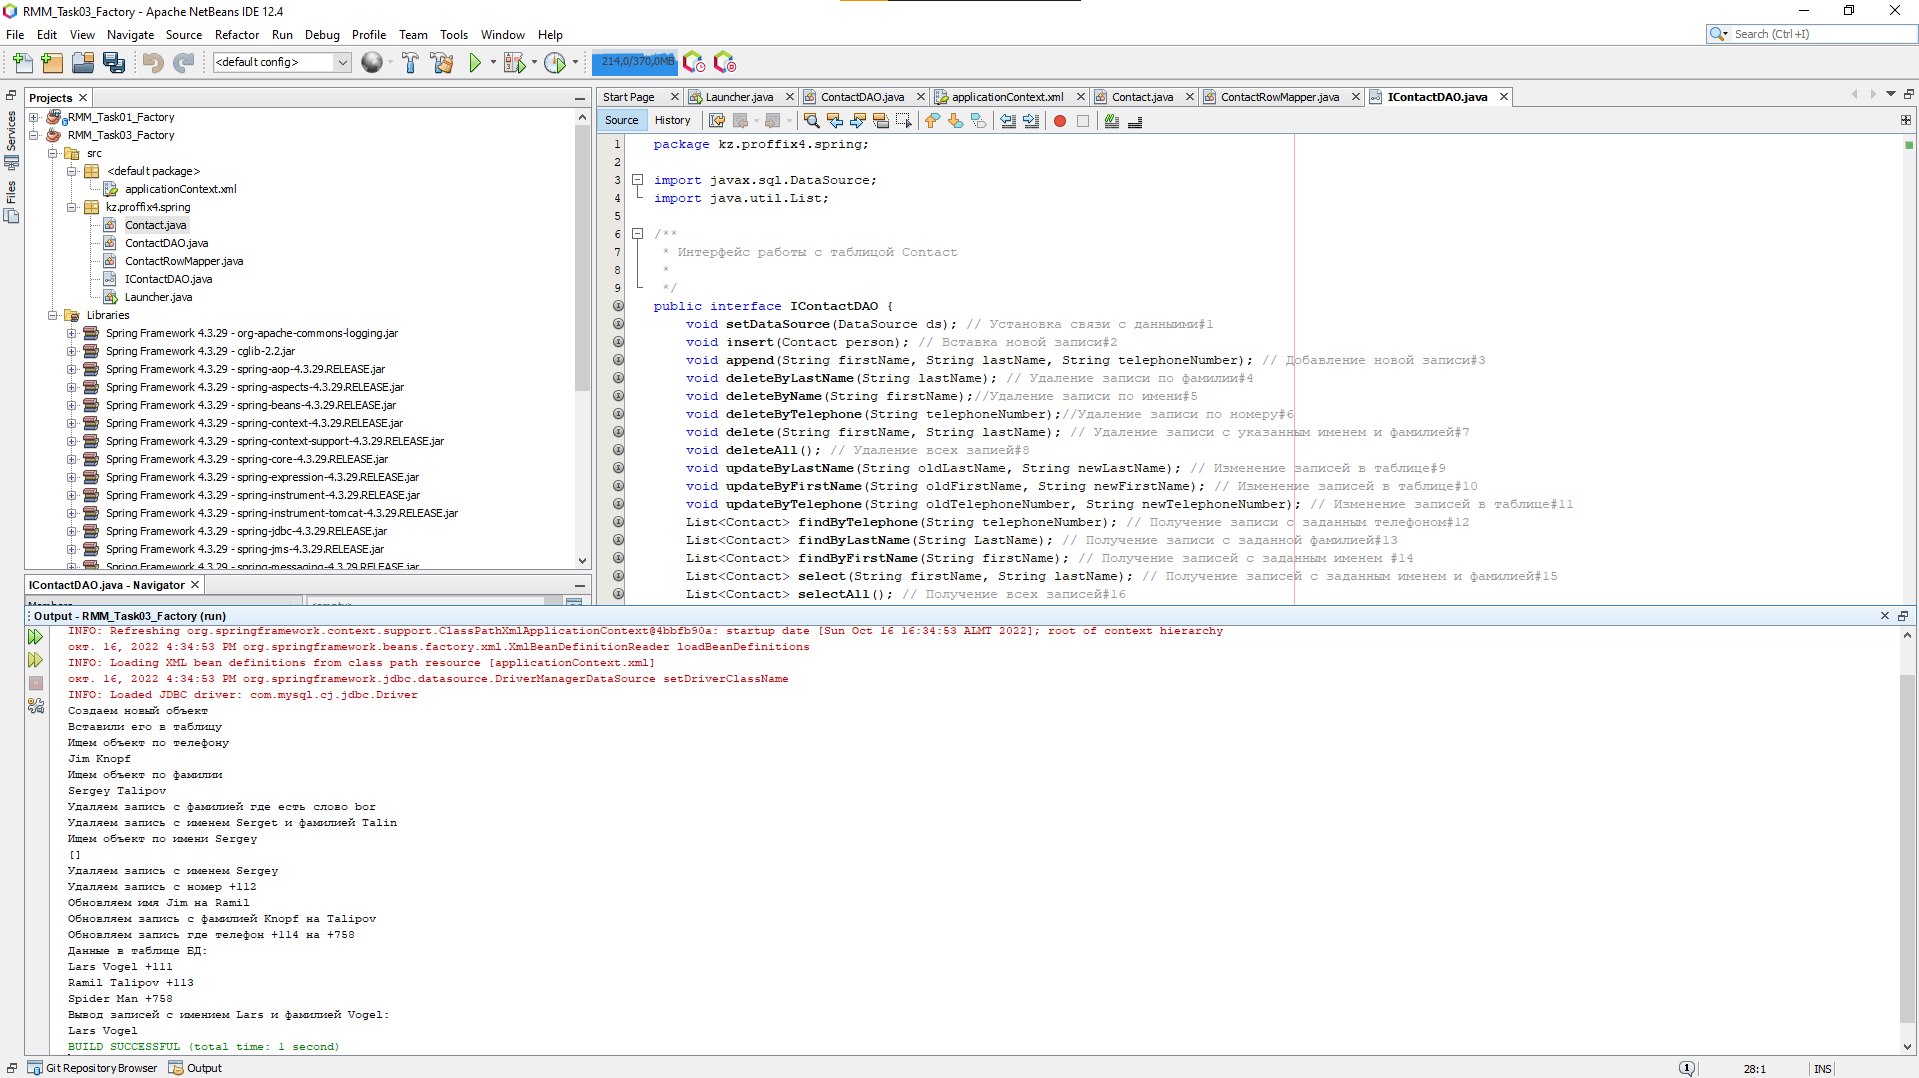 RMM_Task03_Factory - Apache NetBeans IDE 12.4
File Edit View Navigate Source Refactor Run Debug Profile Team Tools Window Help
Search (Ctrl+I)
<default config>
214,0/370,0MB
Services
Files
Projects
RMM_Task01_Factory
RMM_Task03_Factory
src
<default package>
applicationContext.xml
kz.proffix4.spring
Contact.java
ContactDAO.java
ContactRowMapper.java
IContactDAO.java
Launcher.java
Libraries
Spring Framework 4.3.29 - org-apache-commons-logging.jar
Spring Framework 4.3.29 - cglib-2.2.jar
Spring Framework 4.3.29 - spring-aop-4.3.29.RELEASE.jar
Spring Framework 4.3.29 - spring-aspects-4.3.29.RELEASE.jar
Spring Framework 4.3.29 - spring-beans-4.3.29.RELEASE.jar
Spring Framework 4.3.29 - spring-context-4.3.29.RELEASE.jar
Spring Framework 4.3.29 - spring-context-support-4.3.29.RELEASE.jar
Spring Framework 4.3.29 - spring-core-4.3.29.RELEASE.jar
Spring Framework 4.3.29 - spring-expression-4.3.29.RELEASE.jar
Spring Framework 4.3.29 - spring-instrument-4.3.29.RELEASE.jar
Spring Framework 4.3.29 - spring-instrument-tomcat-4.3.29.RELEASE.jar
Spring Framework 4.3.29 - spring-jdbc-4.3.29.RELEASE.jar
Spring Framework 4.3.29 - spring-jms-4.3.29.RELEASE.jar
Spring Framework 4.3.29 - spring-messaging-4.3.29.RELEASE.jar
IContactDAO.java - Navigator
Members <empty>
Start Page Launcher.java ContactDAO.java applicationContext.xml Contact.java ContactRowMapper.java IContactDAO.java
Source History
1 package kz.proffix4.spring;
2
3 import javax.sql.DataSource;
4 import java.util.List;
5
6 /**
7 * Интерфейс работы с таблицой Contact
8 *
9 */
public interface IContactDAO {
void setDataSource(DataSource ds); // Установка связи с данныими#1
void insert(Contact person); // Вставка новой записи#2
void append(String firstName, String lastName, String telephoneNumber); // Добавление новой записи#3
void deleteByLastName(String lastName); // Удаление записи по фамилии#4
void deleteByName(String firstName);//Удаление записи по имени#5
void deleteByTelephone(String telephoneNumber);//Удаление записи по номеру#6
void delete(String firstName, String lastName); // Удаление записи с указанным именем и фамилией#7
void deleteAll(); // Удаление всех запией#8
void updateByLastName(String oldLastName, String newLastName); // Изменение записей в таблице#9
void updateByFirstName(String oldFirstName, String newFirstName); // Изменение записей в таблице#10
void updateByTelephone(String oldTelephoneNumber, String newTelephoneNumber); // Изменение записей в таблице#11
List<Contact> findByTelephone(String telephoneNumber); // Получение записи с заданным телефоном#12
List<Contact> findByLastName(String LastName); // Получение записи с заданной фамилией#13
List<Contact> findByFirstName(String firstName); // Получение записей с заданным именем #14
List<Contact> select(String firstName, String lastName); // Получение записей с заданным именем и фамилией#15
List<Contact> selectAll(); // Получение всех записей#16
Output - RMM_Task03_Factory (run)
INFO: Refreshing org.springframework.context.support.ClassPathXmlApplicationContext@4bbfb90a: startup date [Sun Oct 16 16:34:53 ALMT 2022]; root of context hierarchy
окт. 16, 2022 4:34:53 PM org.springframework.beans.factory.xml.XmlBeanDefinitionReader loadBeanDefinitions
INFO: Loading XML bean definitions from class path resource [applicationContext.xml]
окт. 16, 2022 4:34:53 PM org.springframework.jdbc.datasource.DriverManagerDataSource setDriverClassName
INFO: Loaded JDBC driver: com.mysql.cj.jdbc.Driver
Создаем новый объект
Вставили его в таблицу
Ищем объект по телефону
Jim Knopf
Ищем объект по фамилии
Sergey Talipov
Удаляем запись с фамилией где есть слово bor
Удаляем запись с именем Serget и фамилией Talin
Ищем объект по имени Sergey
[]
Удаляем запись с именем Sergey
Удаляем запись с номер +112
Обновляем имя Jim на Ramil
Обновляем запись с фамилией Knopf на Talipov
Обновляем запись где телефон +114 на +758
Данные в таблице БД:
Lars Vogel +111
Ramil Talipov +113
Spider Man +758
Вывод записей с имением Lars и фамилией Vogel:
Lars Vogel
BUILD SUCCESSFUL (total time: 1 second)
Git Repository Browser Output
1 28:1 INS